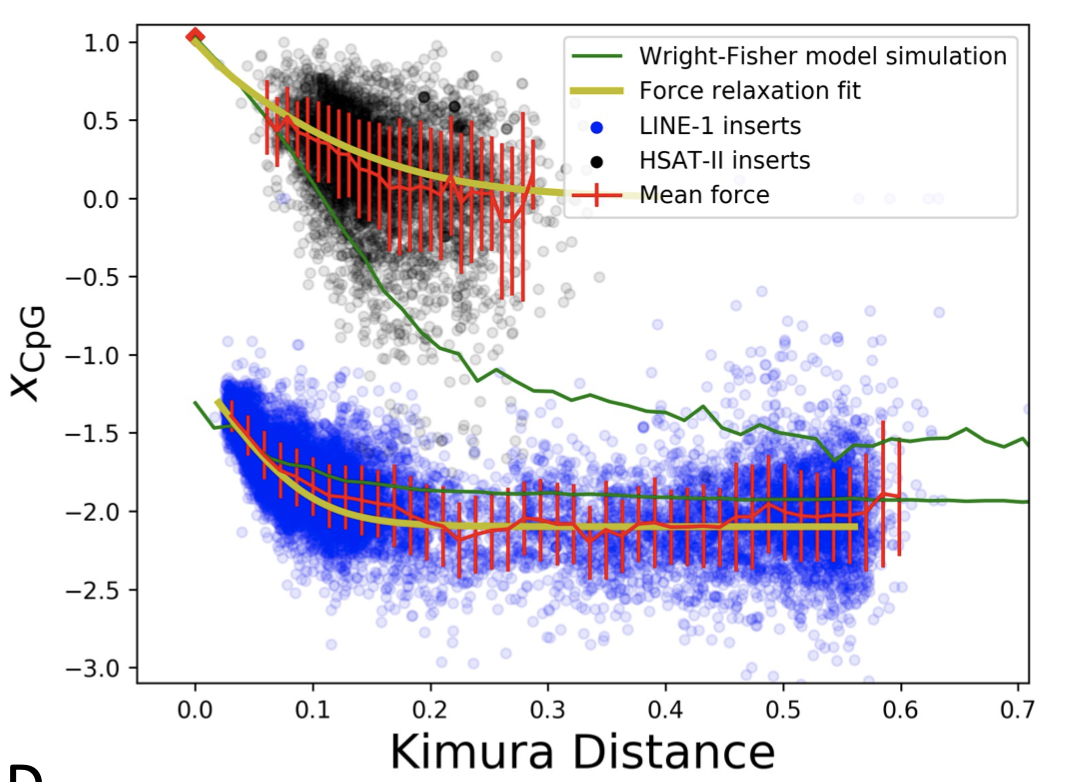 1.0
0.5
0.0
−0.5
−1.0
−1.5
−2.0
−2.5
−3.0
xCpG
Wright-Fisher model simulation
Force relaxation fit
LINE-1 inserts
HSAT-II inserts
Mean force
0.0 0.1 0.2 0.3 0.4 0.5 0.6 0.7
Kimura Distance
D